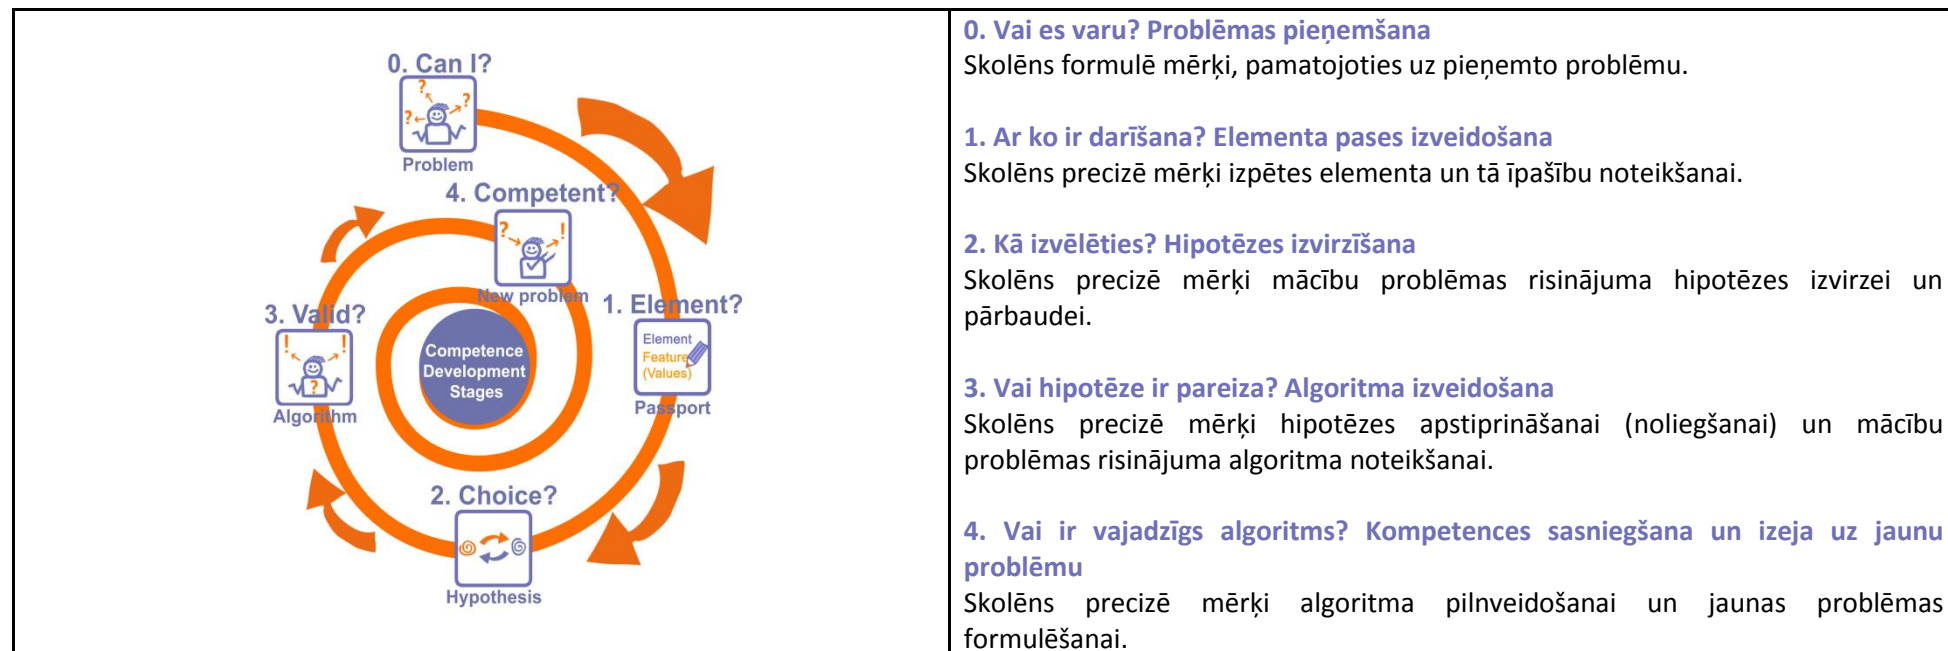 0. Can I?
?
?
?
Problem
4. Competent?
?
!
New problem
1. Element?
Element
Feature
(Values)
Passport
3. Valid?
!
!
?
Algorithm
Competence
Development
Stages
2. Choice?
Hypothesis
0. Vai es varu? Problēmas pieņemšana
Skolēns formulē mērķi, pamatojoties uz pieņemto problēmu.
1. Ar ko ir darīšana? Elementa pases izveidošana
Skolēns precizē mērķi izpētes elementa un tā īpašību noteikšanai.
2. Kā izvēlēties? Hipotēzes izvirzīšana
Skolēns precizē mērķi mācību problēmas risinājuma hipotēzes izvirzei un
pārbaudei.
3. Vai hipotēze ir pareiza? Algoritma izveidošana
Skolēns precizē mērķi hipotēzes apstiprināšanai (noliegšanai) un mācību
problēmas risinājuma algoritma noteikšanai.
4. Vai ir vajadzīgs algoritms? Kompetences sasniegšana un izeja uz jaunu
problēmu
Skolēns precizē mērķi algoritma pilnveidošanai un jaunas problēmas
formulēšanai.